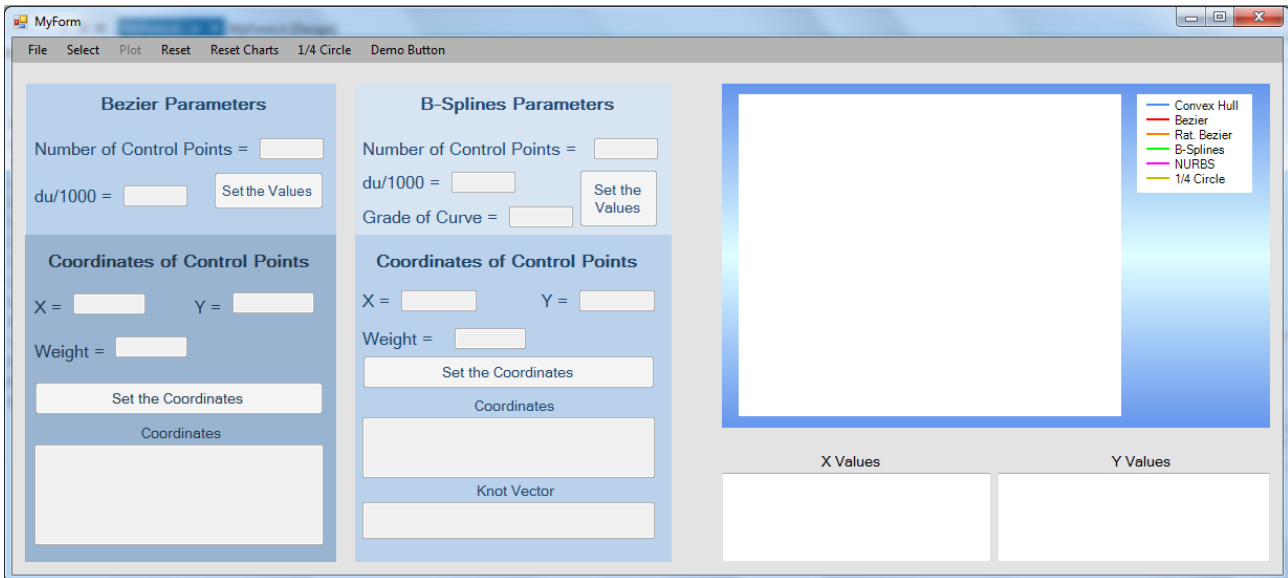 MyForm
File Select Plot Reset Reset Charts 1/4 Circle Demo Button
Bezier Parameters
Number of Control Points =
du/1000 =
Set the Values
Coordinates of Control Points
X =
Y =
Weight =
Set the Coordinates
Coordinates
B-Splines Parameters
Number of Control Points =
du/1000 =
Set the
Values
Grade of Curve =
Coordinates of Control Points
X =
Y =
Weight =
Set the Coordinates
Coordinates
Knot Vector
Convex Hull
Bezier
Rat. Bezier
B-Splines
NURBS
1/4 Circle
X Values
Y Values